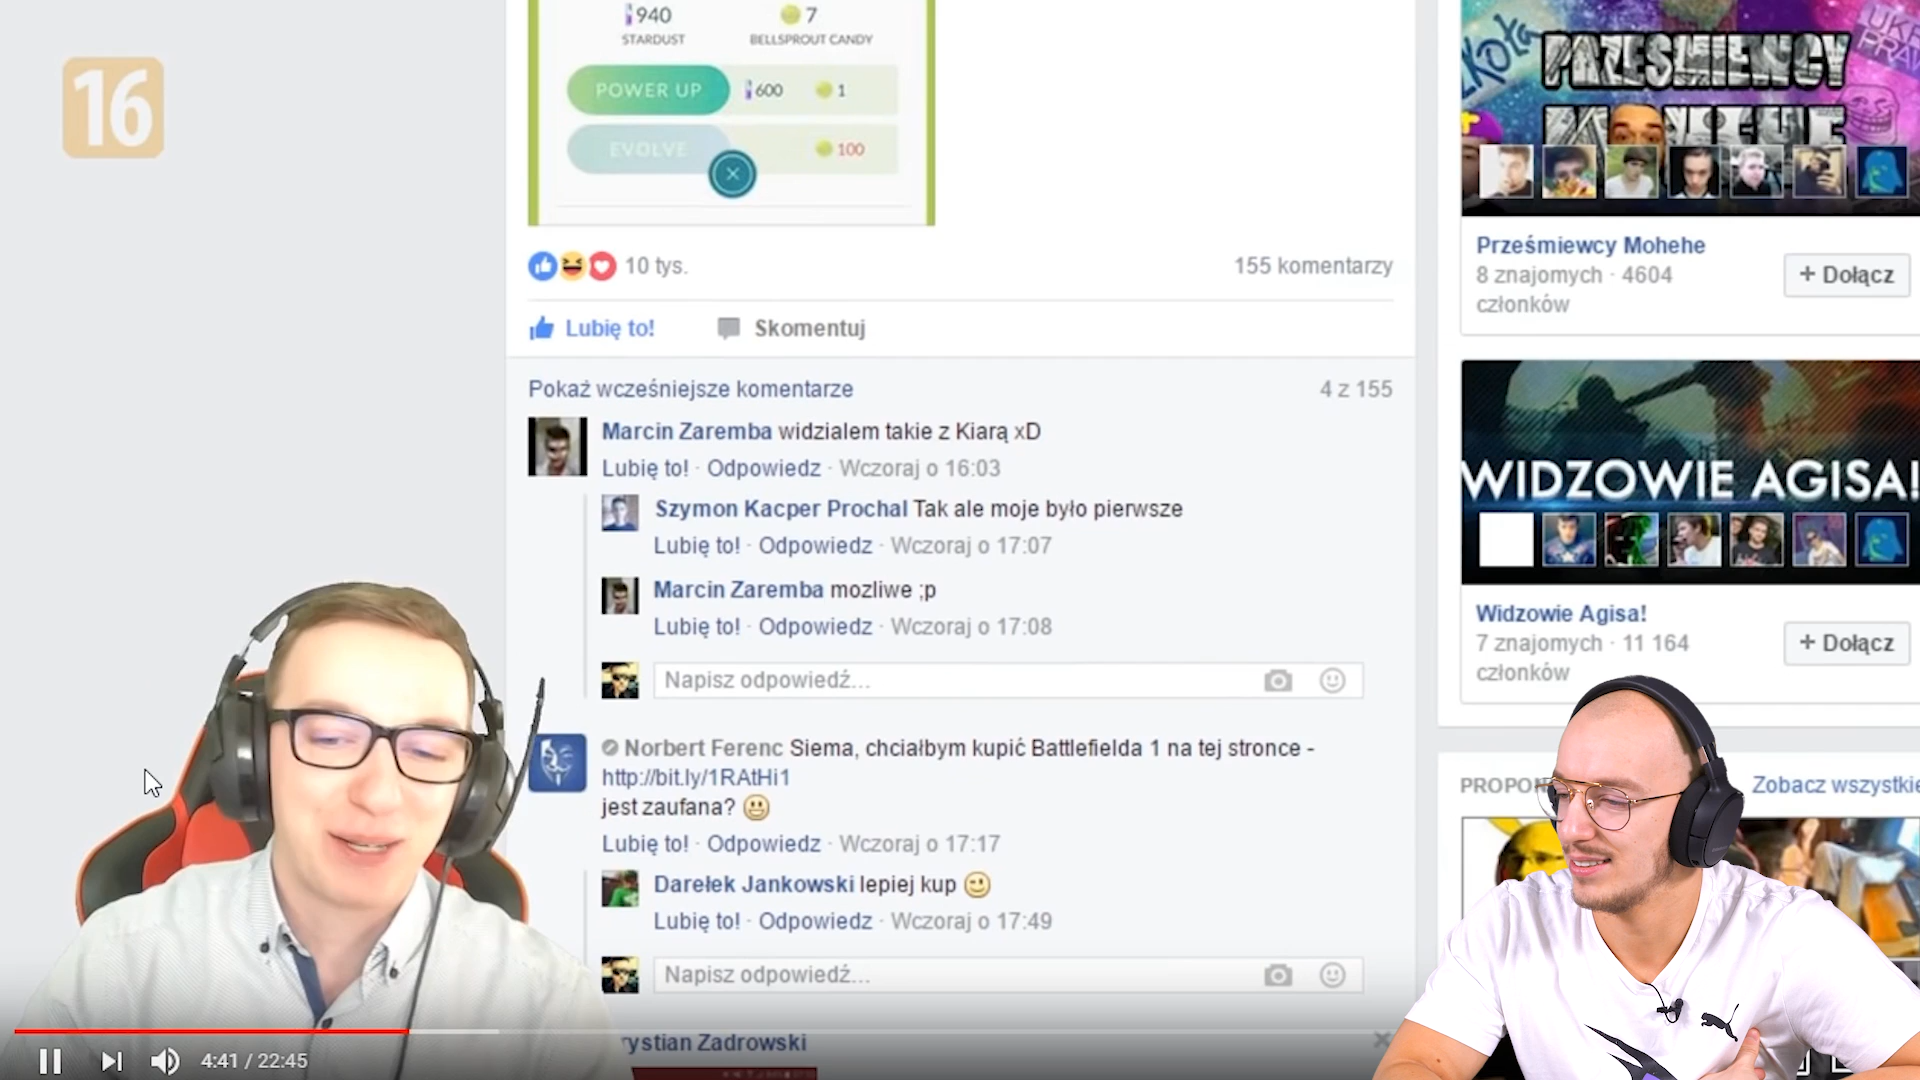 16
940
7
STARDUST
BELLSPROUT CANDY
POWER UP
600
1
EVOLVE
100
10 tys.
155 komentarzy
Lubię to!
Skomentuj
Pokaż wcześniejsze komentarze
4 z 155
Marcin Zaremba widzialem takie z Kiarą xD
Lubię to! · Odpowiedz · Wczoraj o 16:03
Szymon Kacper Prochal Tak ale moje było pierwsze
Lubię to! · Odpowiedz · Wczoraj o 17:07
Marcin Zaremba mozliwe ;p
Lubię to! · Odpowiedz · Wczoraj o 17:08
Napisz odpowiedź...
Norbert Ferenc Siema, chciałbym kupić Battlefielda 1 na tej stronce -
http://bit.ly/1RAtHi1
jest zaufana?
Lubię to! · Odpowiedz · Wczoraj o 17:17
Darełek Jankowski lepiej kup
Lubię to! · Odpowiedz · Wczoraj o 17:49
Napisz odpowiedź...
rystian Zadrowski
4:41 / 22:45
PRZEŚMIEWCY
Prześmiewcy Mohehe
8 znajomych · 4604
członków
+ Dołącz
WIDZOWIE AGISA!
Widzowie Agisa!
7 znajomych · 11 164
członków
+ Dołącz
PROPON
Zobacz wszystkie